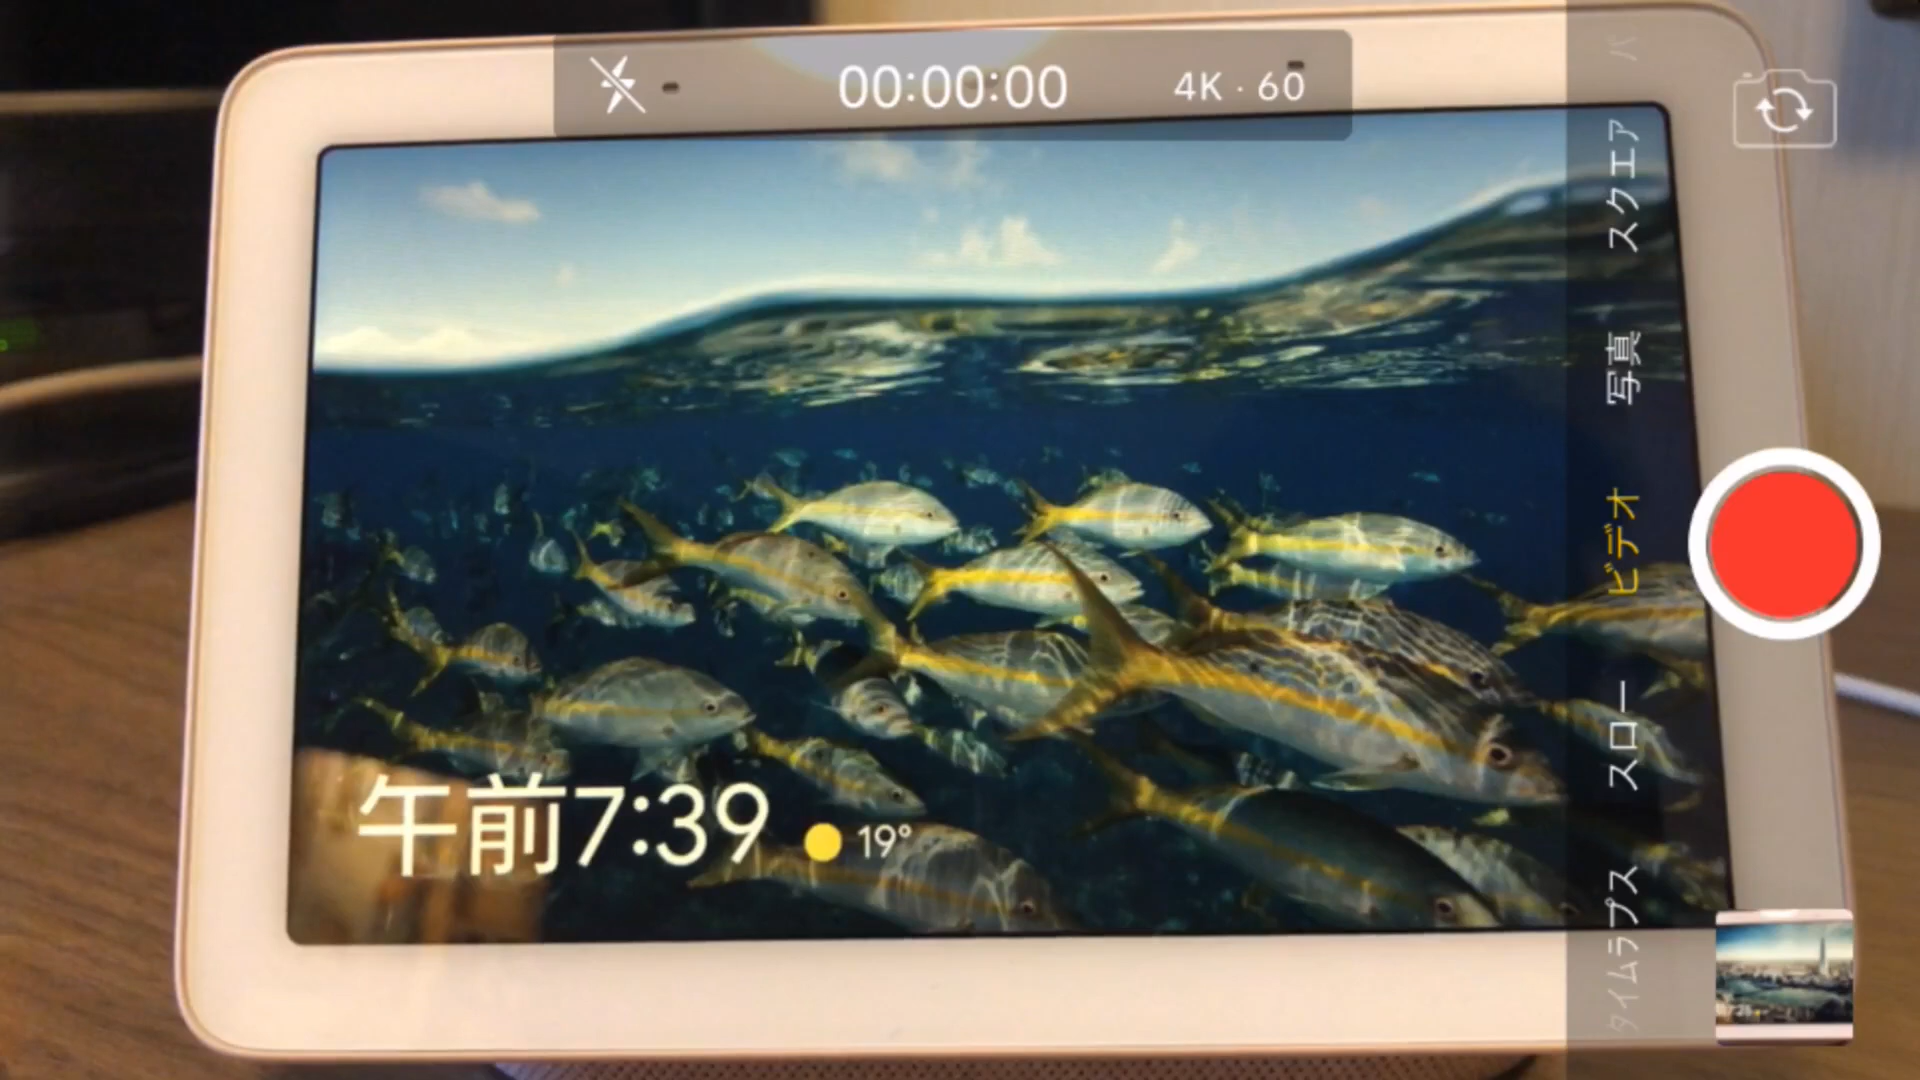 00:00:00
4K · 60
パ
スクエア
写真
ビデオ
スロー
タイムラプス
午前7:39
19°